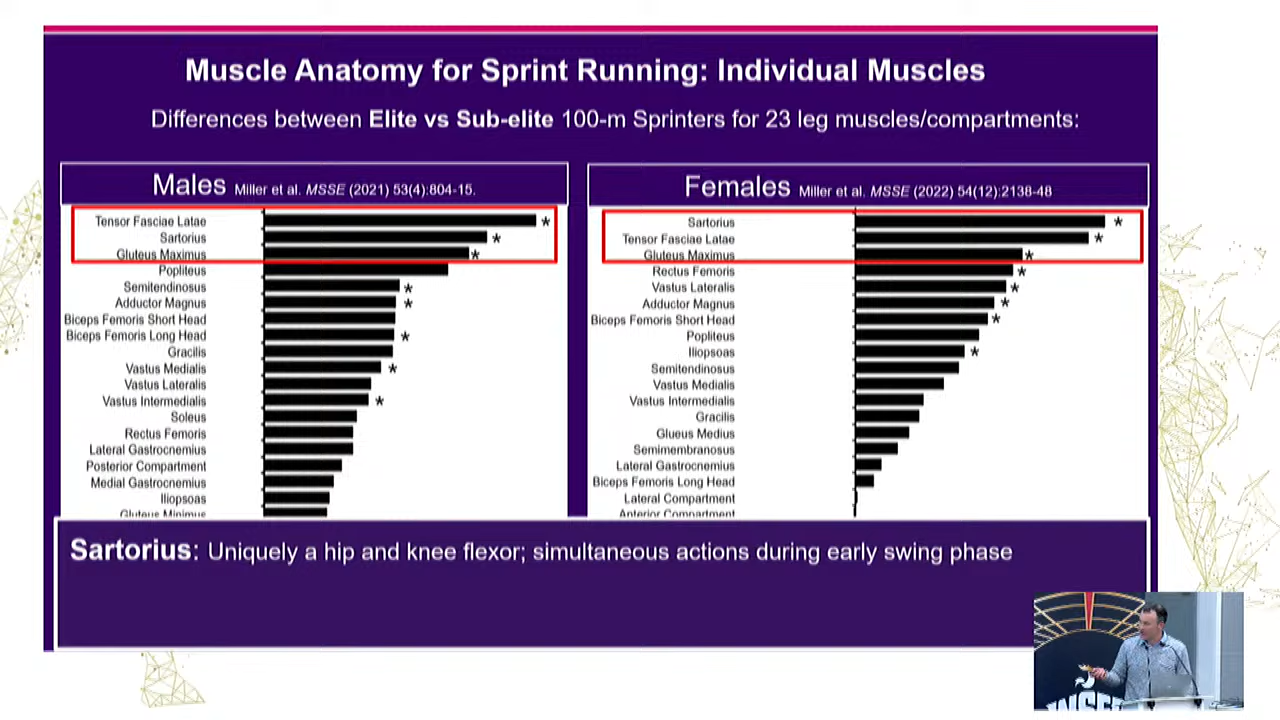 Muscle Anatomy for Sprint Running: Individual Muscles
Differences between Elite vs Sub-elite 100-m Sprinters for 23 leg muscles/compartments:
Males Miller et al. MSSE (2021) 53(4):804-15.
Tensor Fasciae Latae *
Sartorius *
Gluteus Maximus *
Popliteus
Semitendinosus *
Adductor Magnus *
Biceps Femoris Short Head
Biceps Femoris Long Head *
Gracilis
Vastus Medialis *
Vastus Lateralis
Vastus Intermedialis *
Soleus
Rectus Femoris
Lateral Gastrocnemius
Posterior Compartment
Medial Gastrocnemius
Iliopsoas
Gluteus Minimus
Females Miller et al. MSSE (2022) 54(12):2138-48
Sartorius *
Tensor Fasciae Latae *
Gluteus Maximus *
Rectus Femoris *
Vastus Lateralis *
Adductor Magnus *
Biceps Femoris Short Head *
Popliteus
Iliopsoas *
Semitendinosus
Vastus Medialis
Vastus Intermedialis
Gracilis
Glueus Medius
Semimembranosus
Lateral Gastrocnemius
Biceps Femoris Long Head
Lateral Compartment
Anterior Compartment
Sartorius: Uniquely a hip and knee flexor; simultaneous actions during early swing phase